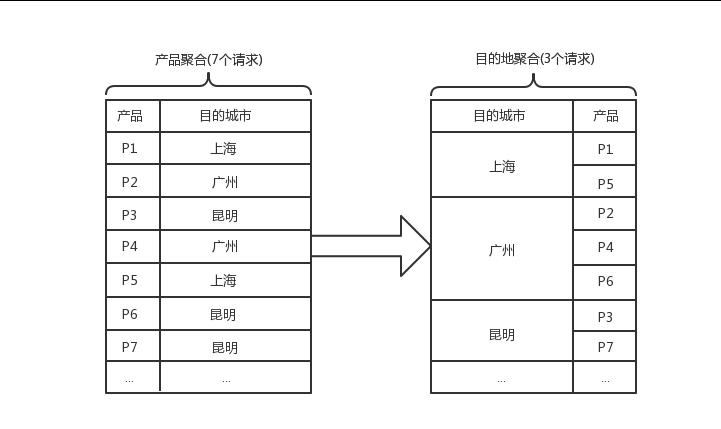 产品聚合(7个请求)
产品 目的城市
P1 上海
P2 广州
P3 昆明
P4 广州
P5 上海
P6 昆明
P7 昆明
... ...
目的地聚合(3个请求)
目的城市 产品
上海 P1
P5
广州 P2
P4
P6
昆明 P3
P7
... ...